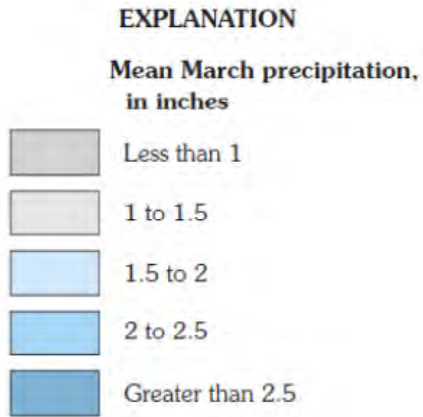 EXPLANATION
Mean March precipitation,
in inches
Less than 1
1 to 1.5
1.5 to 2
2 to 2.5
Greater than 2.5